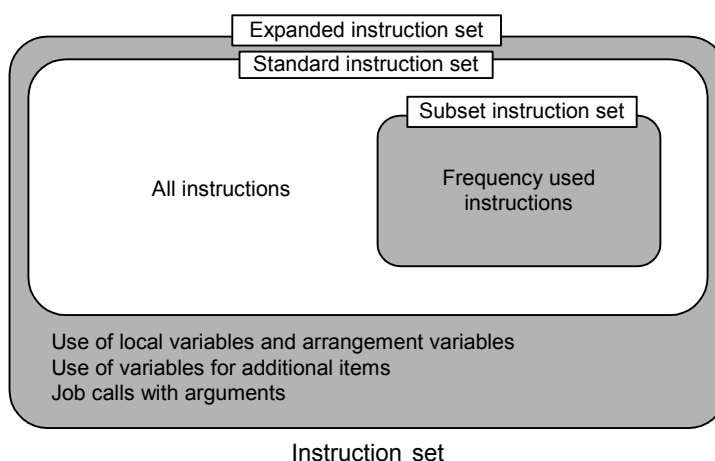 Expanded instruction set
Standard instruction set
Subset instruction set
All instructions
Frequency used
instructions
Use of local variables and arrangement variables
Use of variables for additional items
Job calls with arguments
Instruction set